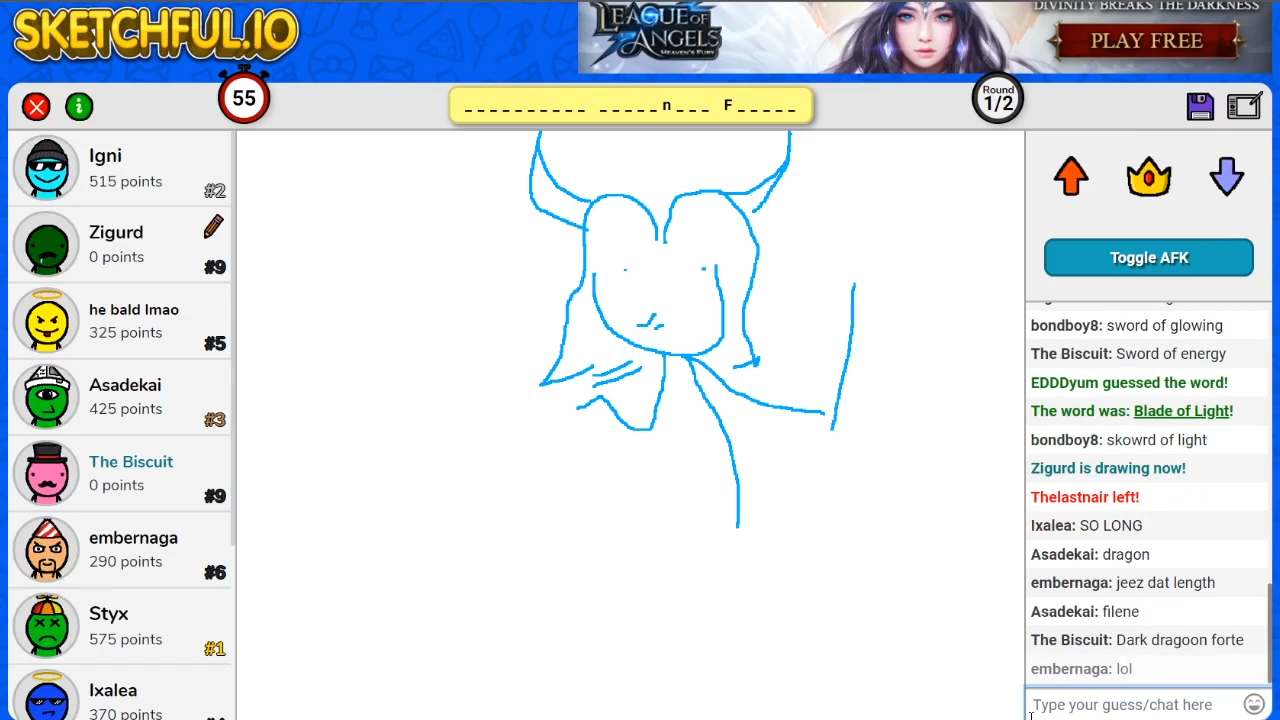 SKETCHFUL.IO
LEAGUE OF
ANGELS
HEAVEN'S FURY
DIVINITY BREAKS THE DARKNESS
PLAY FREE
55
_ _ _ _ _ _ _ _ _ _ _ _ _ _ _ n _ _ _ F _ _ _ _ _
Round
1/2
Igni
515 points
#2
Zigurd
0 points
#9
he bald lmao
325 points
#5
Asadekai
425 points
#3
The Biscuit
0 points
#9
embernaga
290 points
#6
Styx
575 points
#1
Ixalea
370 points
Toggle AFK
bondboy8: sword of glowing
The Biscuit: Sword of energy
EDDDyum guessed the word!
The word was: Blade of Light!
bondboy8: skowrd of light
Zigurd is drawing now!
Thelastnair left!
Ixalea: SO LONG
Asadekai: dragon
embernaga: jeez dat length
Asadekai: filene
The Biscuit: Dark dragoon forte
embernaga: lol
Type your guess/chat here